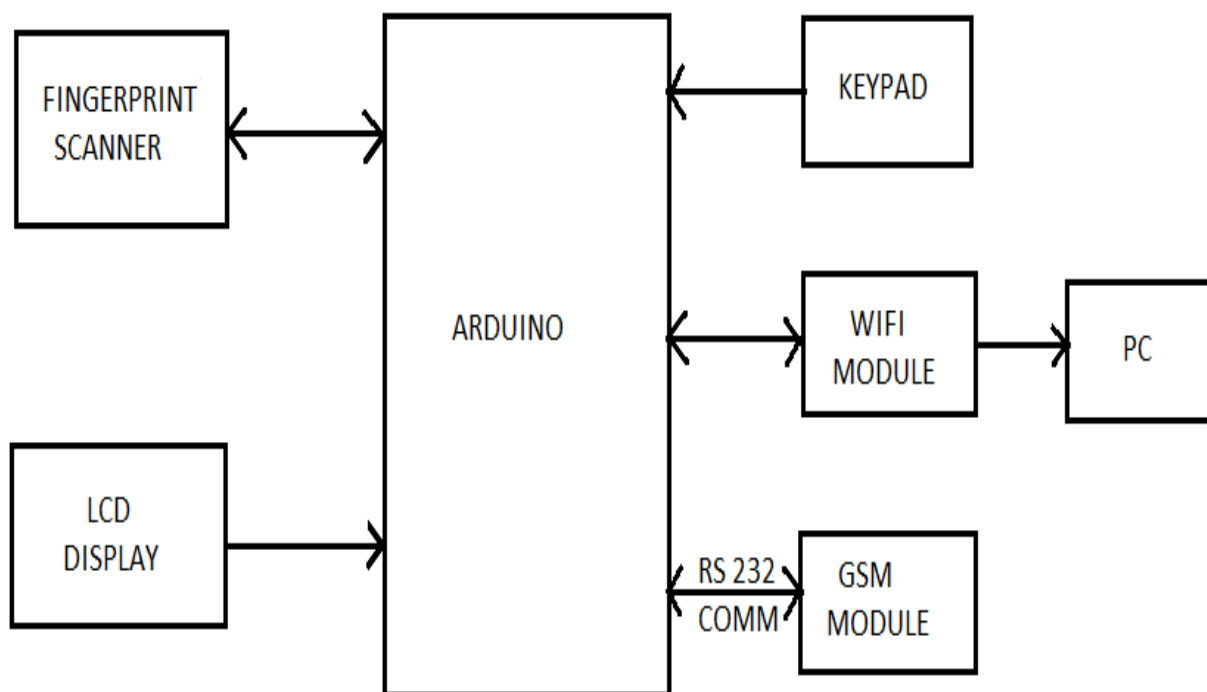 FINGERPRINT
SCANNER
KEYPAD
ARDUINO
WIFI
MODULE
PC
LCD
DISPLAY
RS 232
COMM
GSM
MODULE